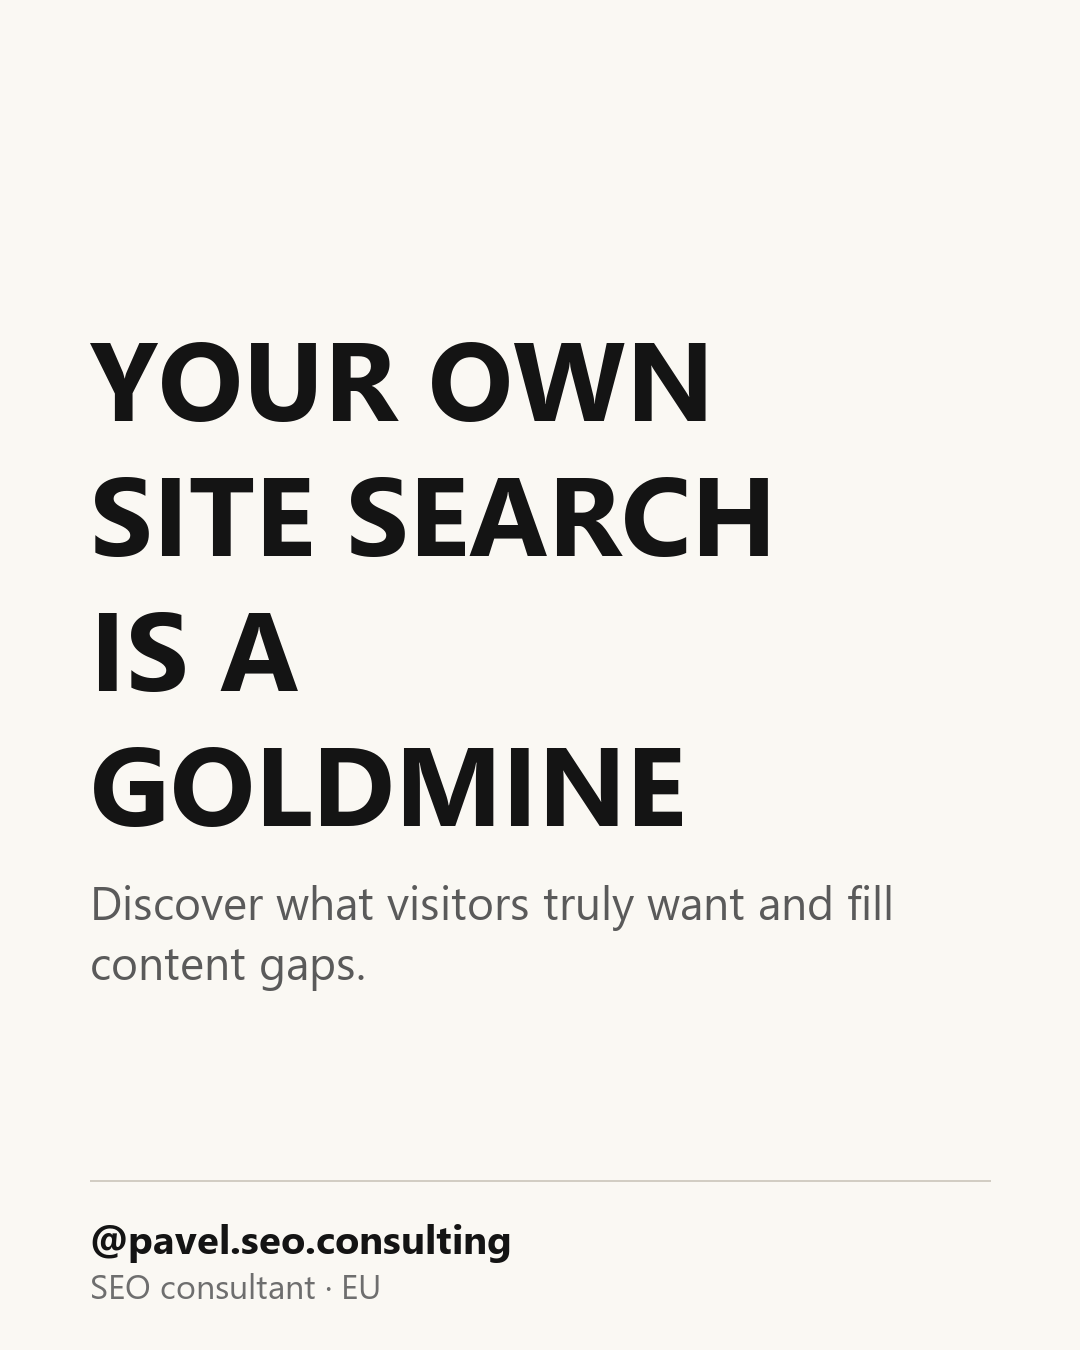 YOUR OWN
SITE SEARCH
IS A
GOLDMINE
Discover what visitors truly want and fill
content gaps.
@pavel.seo.consulting
SEO consultant · EU